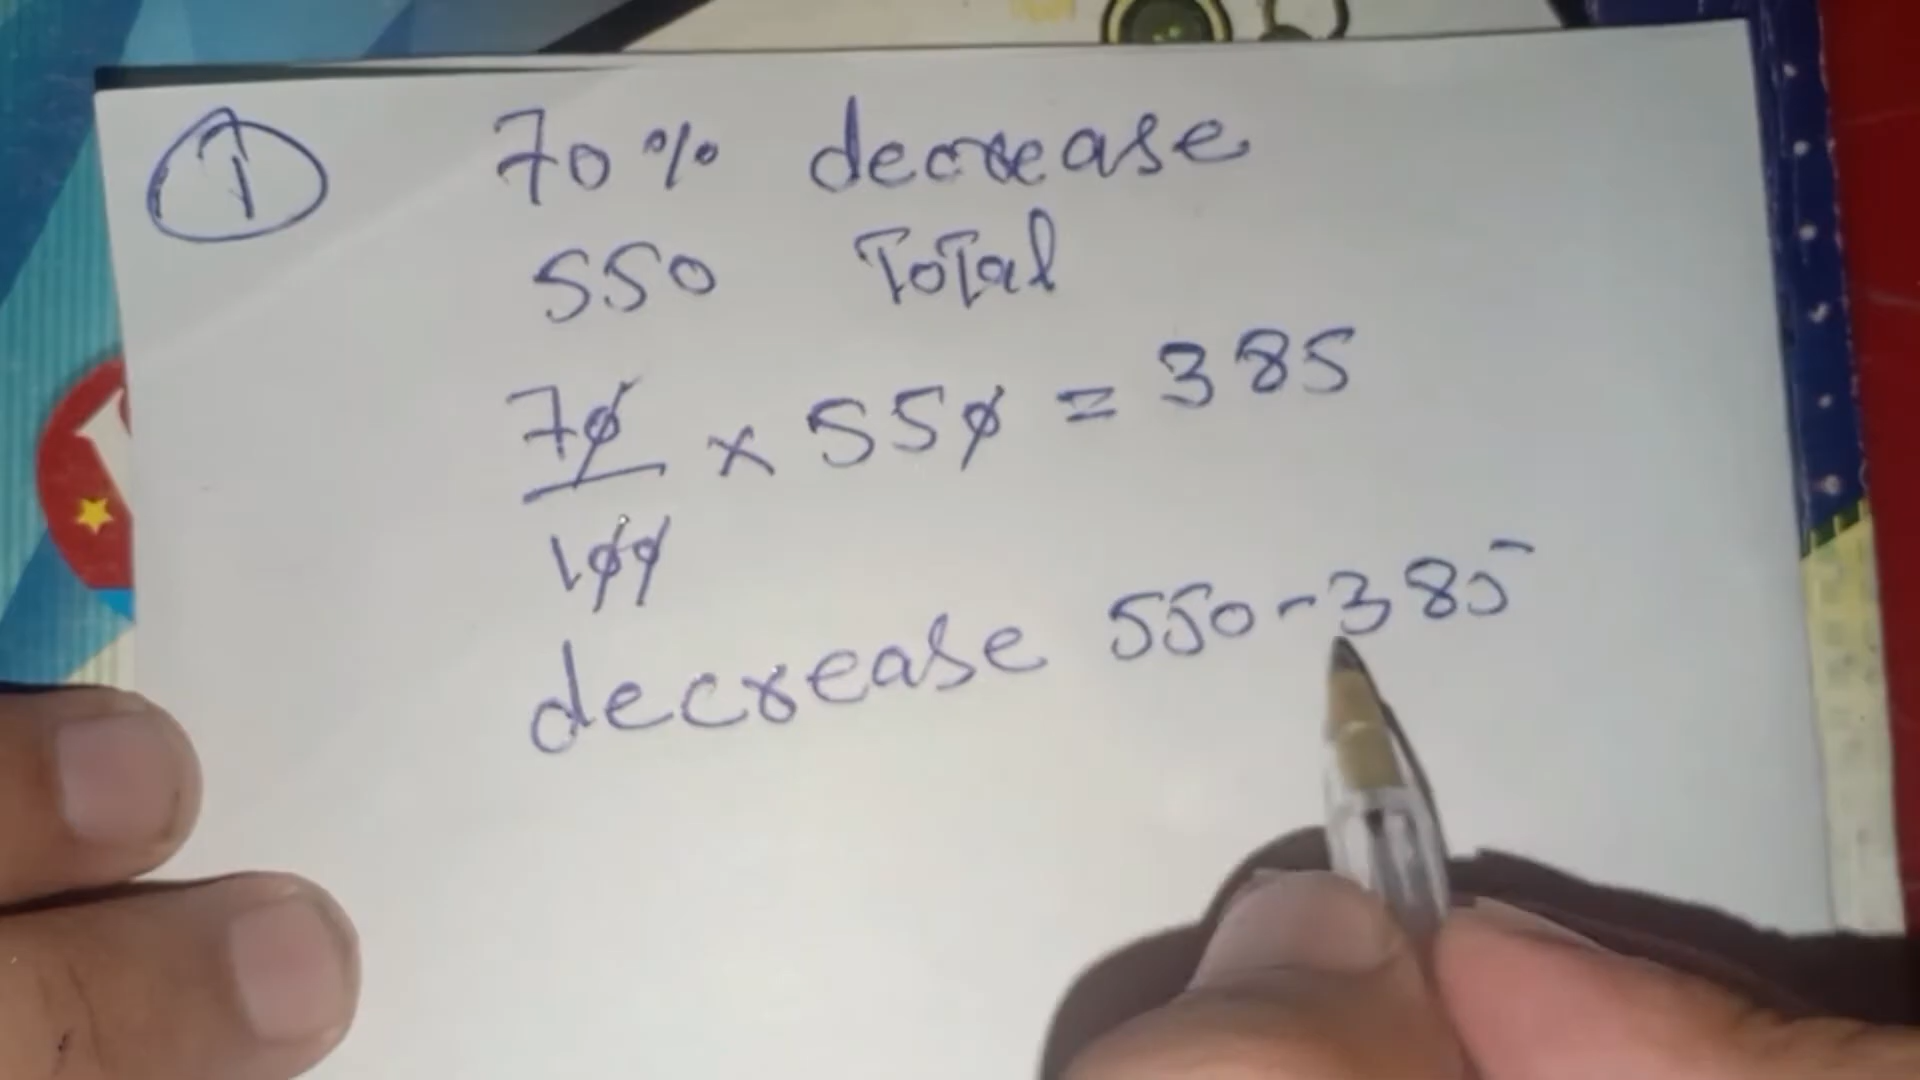 1 70% decrease
550 Total
70/100 × 550 = 385
decrease 550-385